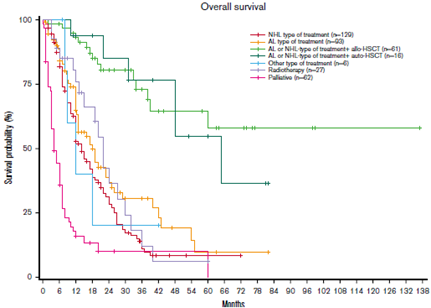 Overall survival
100
75
50
25
0
Survival probability (%)
NHL type of treatment (n=129)
AL type of treatment (n=93)
AL or NHL-type of treatment+ allo-HSCT (n=61)
AL or NHL-type of treatment+ auto-HSCT (n=16)
Other type of treatment (n=6)
Radiotherapy (n=27)
Palliative (n=62)
0 6 12 18 24 30 36 42 48 54 60 66 72 78 84 90 96 102 108 114 120 126 132 138
Months